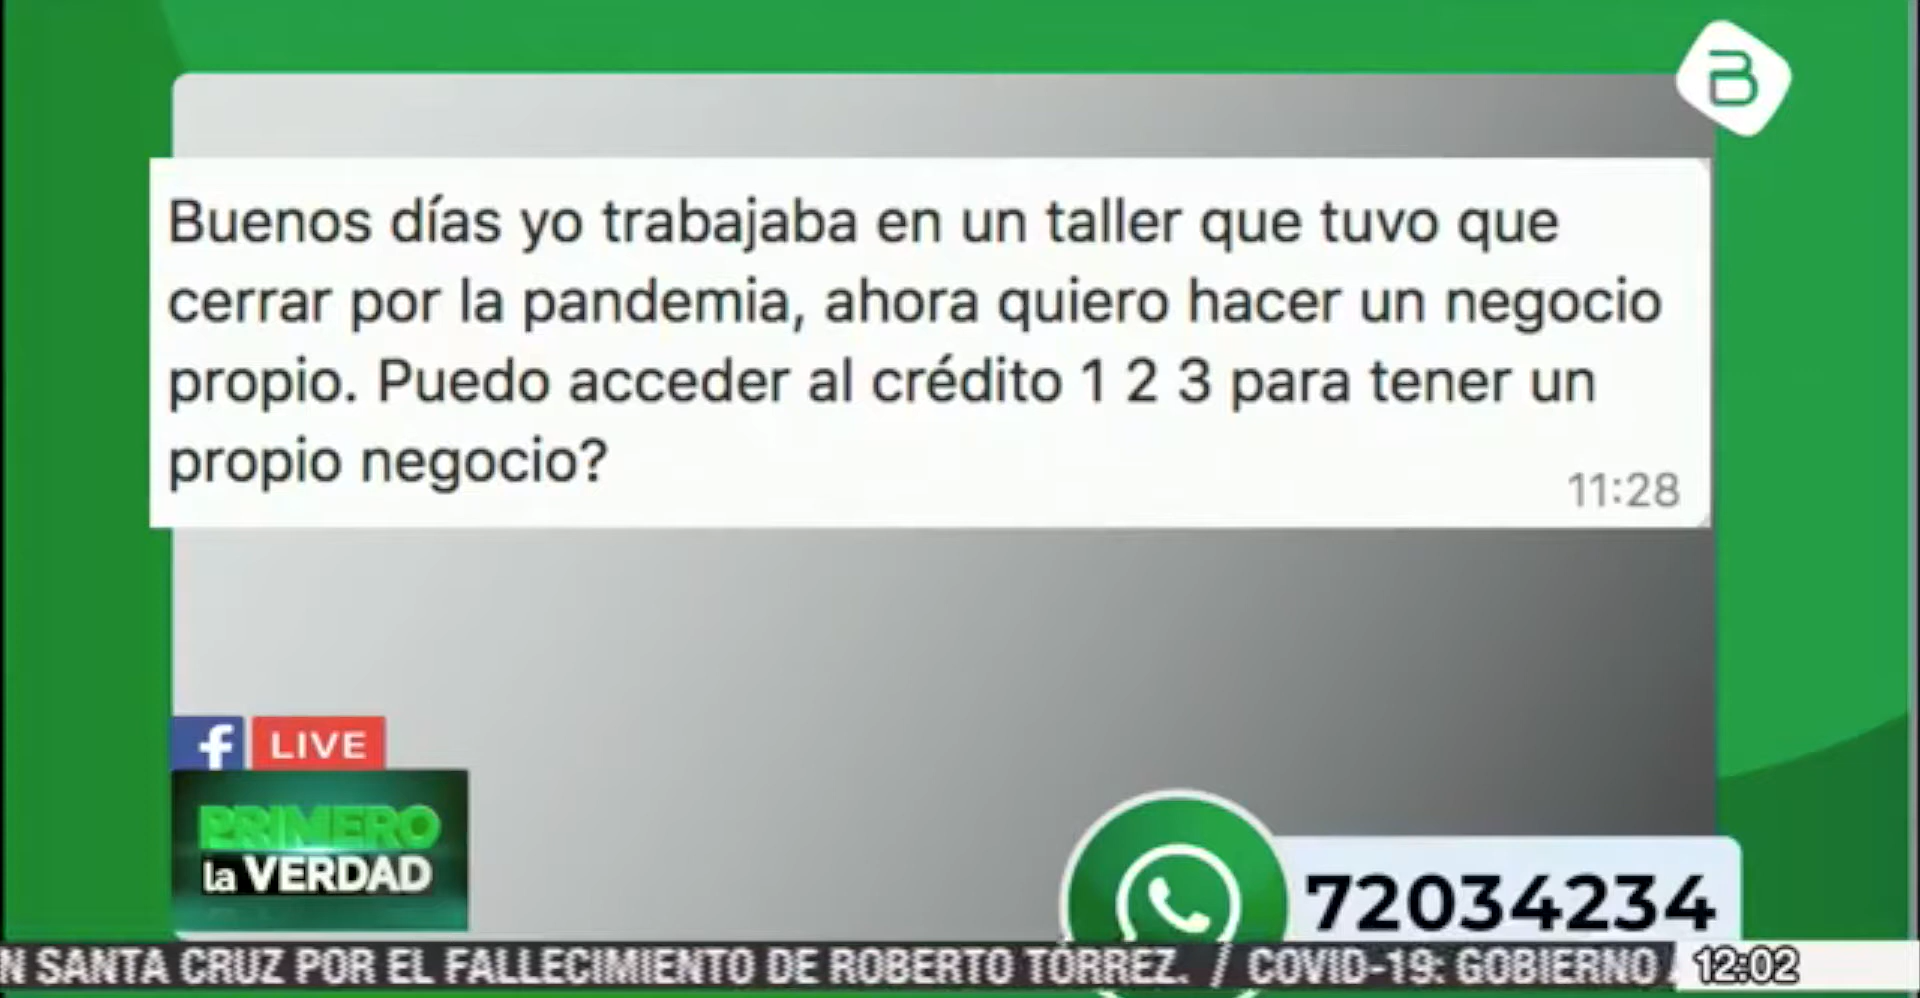 B
Buenos días yo trabajaba en un taller que tuvo que
cerrar por la pandemia, ahora quiero hacer un negocio
propio. Puedo acceder al crédito 1 2 3 para tener un
propio negocio?
11:28
f LIVE
PRIMERO
la VERDAD
72034234
N SANTA CRUZ POR EL FALLECIMIENTO DE ROBERTO TÓRREZ. / COVID-19: GOBIERNO
12:02